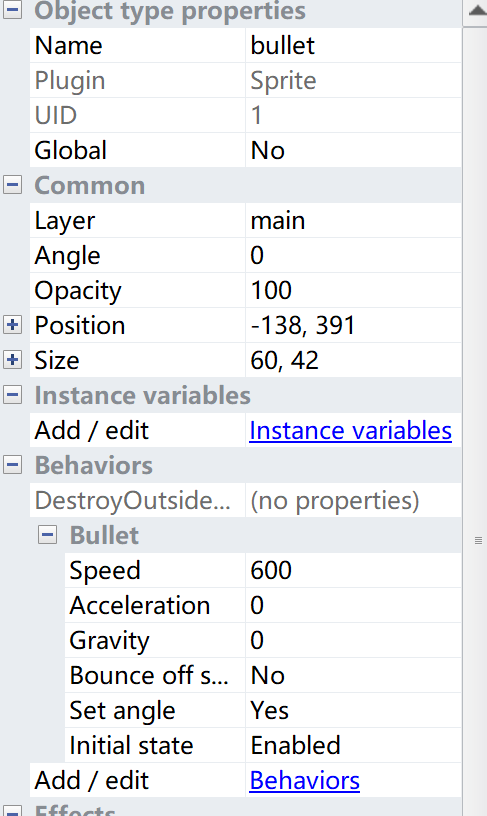 Object type properties
Name bullet
Plugin Sprite
UID 1
Global No
Common
Layer main
Angle 0
Opacity 100
Position -138, 391
Size 60, 42
Instance variables
Add / edit Instance variables
Behaviors
DestroyOutside... (no properties)
Bullet
Speed 600
Acceleration 0
Gravity 0
Bounce off s... No
Set angle Yes
Initial state Enabled
Add / edit Behaviors
Effects